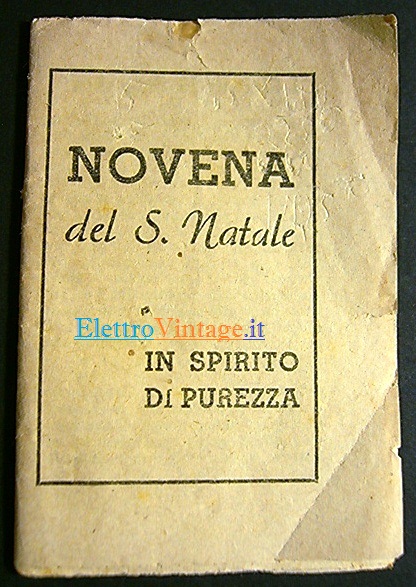 NOVENA
del S. Natale
ElettroVintage.it
IN SPIRITO
DI PUREZZA